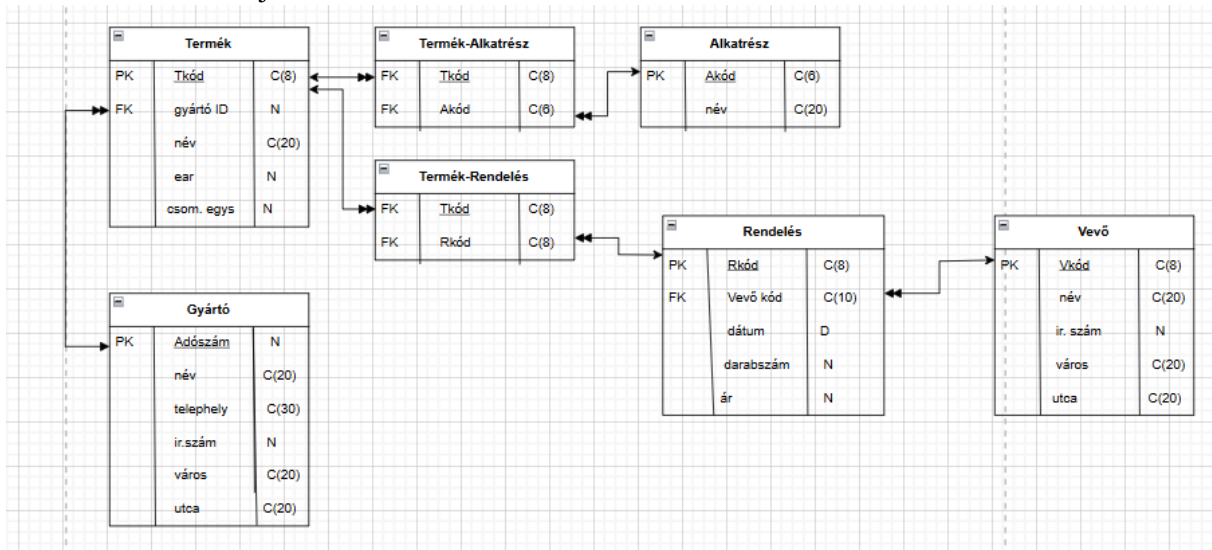 Termék
PK Tkód C(8)
FK gyártó ID N
név C(20)
ear N
csom. egys N
Termék-Alkatrész
FK Tkód C(8)
FK Akód C(6)
Alkatrész
PK Akód C(6)
név C(20)
Termék-Rendelés
FK Tkód C(8)
FK Rkód C(8)
Rendelés
PK Rkód C(8)
FK Vevő kód C(10)
dátum D
darabszám N
ár N
Vevő
PK Vkód C(8)
név C(20)
ir. szám N
város C(20)
utca C(20)
Gyártó
PK Adószám N
név C(20)
telephely C(30)
ir.szám N
város C(20)
utca C(20)